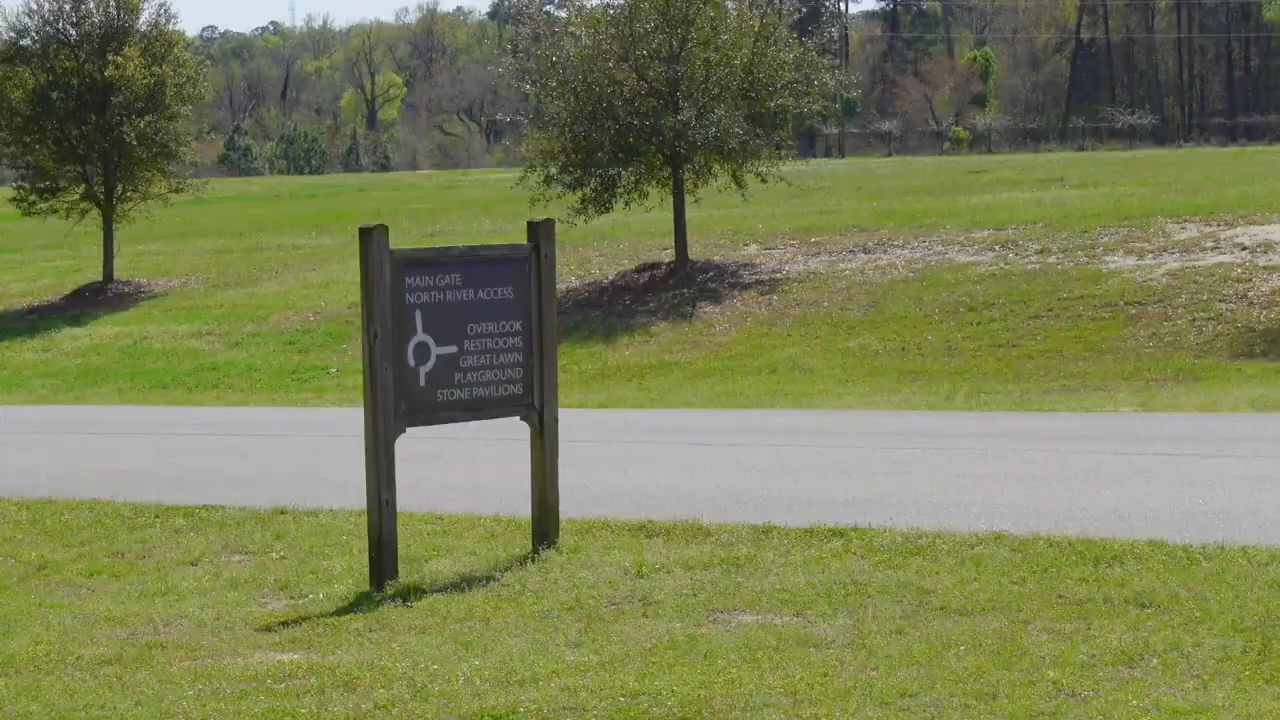 MAIN GATE
NORTH RIVER ACCESS
OVERLOOK
RESTROOMS
GREAT LAWN
PLAYGROUND
STONE PAVILIONS